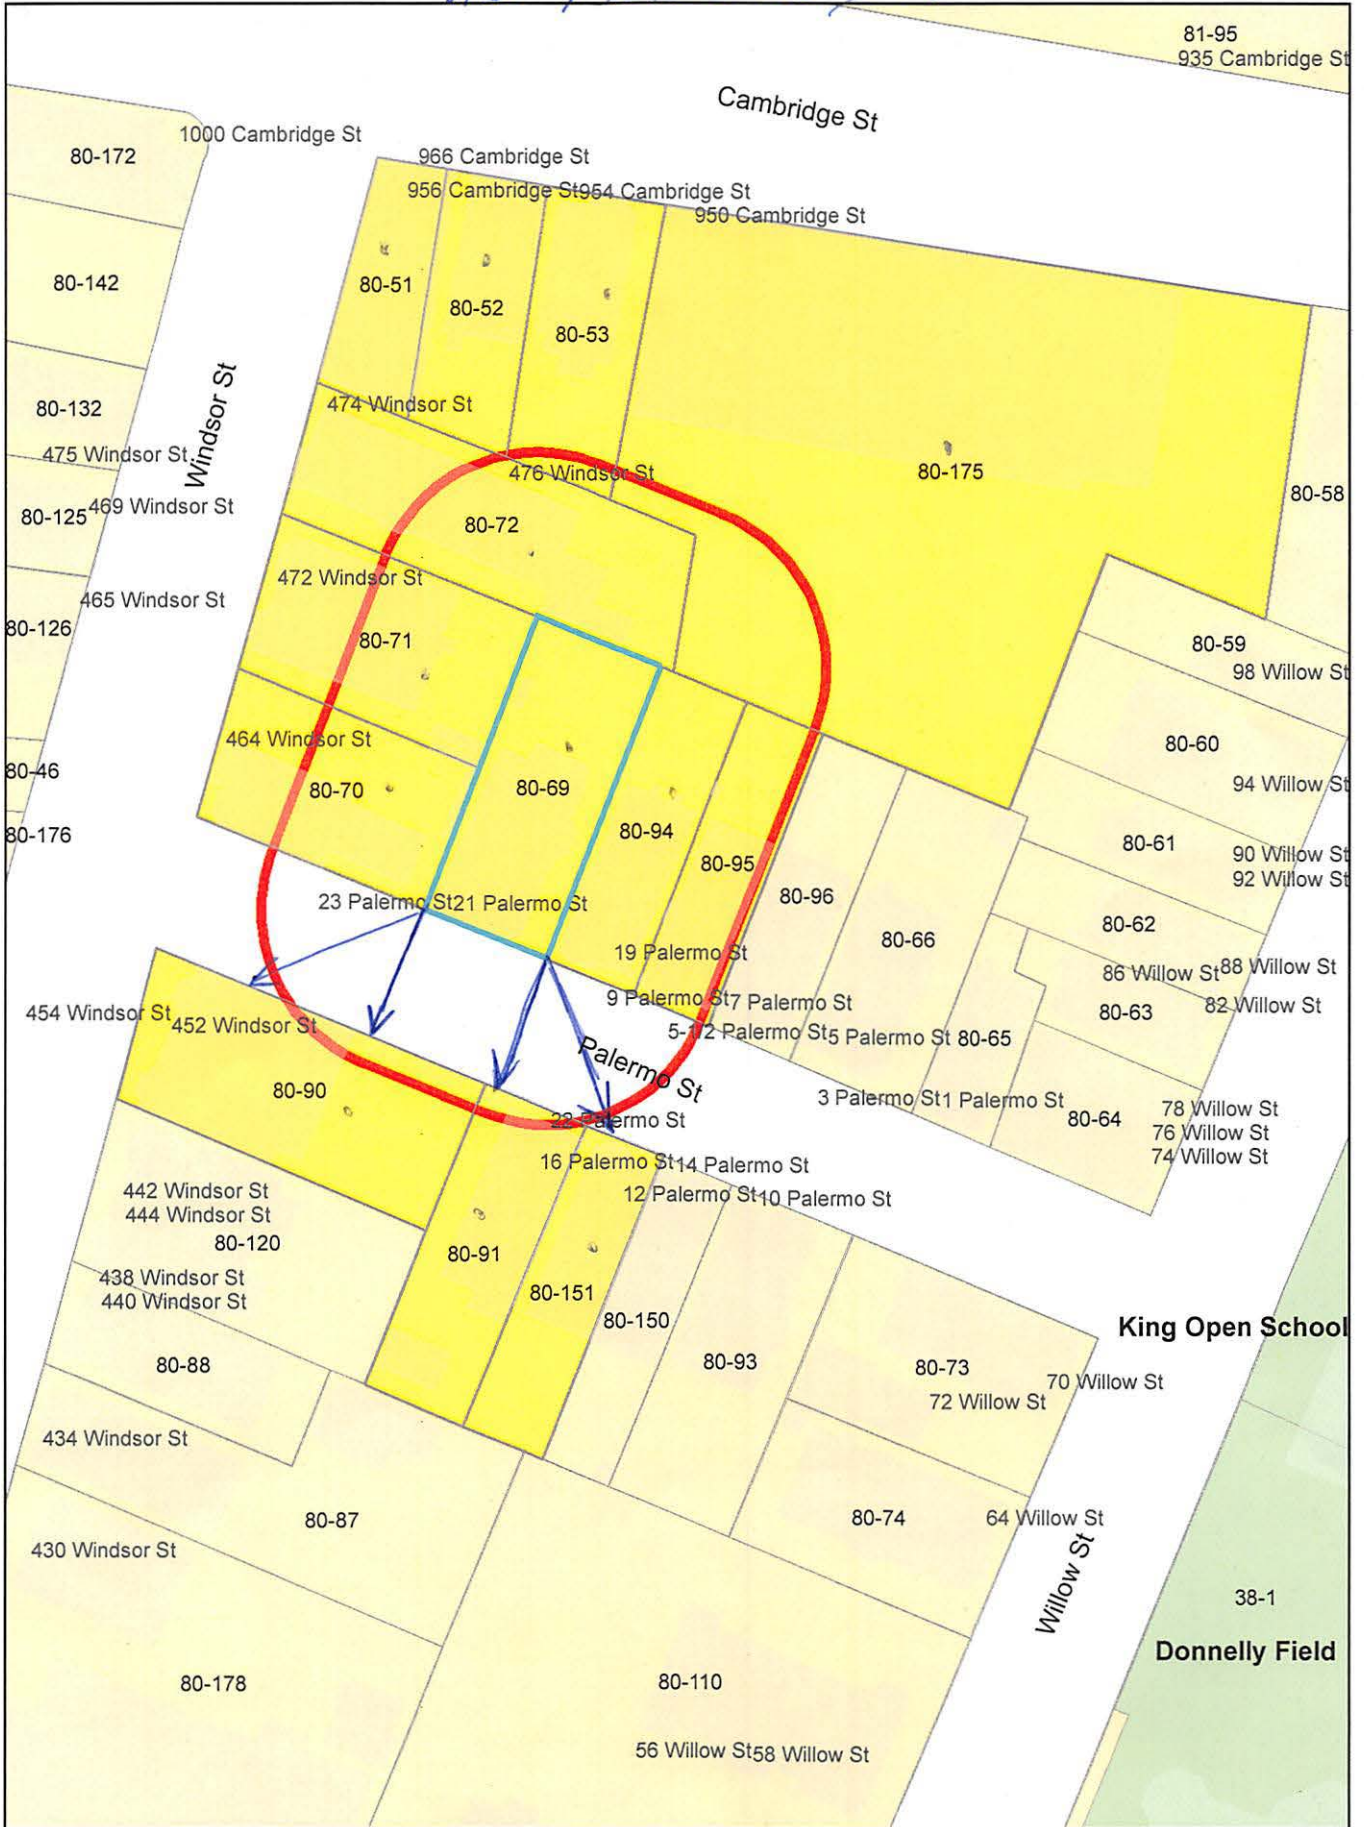 81-95
935 Cambridge St
Cambridge St
1000 Cambridge St
80-172
966 Cambridge St
956 Cambridge St 954 Cambridge St
950 Cambridge St
80-142
80-51
80-52
80-53
Windsor St
80-132
474 Windsor St
475 Windsor St
476 Windsor St
80-175
80-58
80-125
469 Windsor St
80-72
472 Windsor St
465 Windsor St
80-126
80-71
80-59
98 Willow St
464 Windsor St
80-60
80-46
80-70
80-69
94 Willow St
80-176
80-94
80-61
90 Willow St
80-95
92 Willow St
80-96
23 Palermo St 21 Palermo St
80-62
80-66
19 Palermo St
86 Willow St 88 Willow St
9 Palermo St 7 Palermo St
82 Willow St
454 Windsor St
452 Windsor St
80-63
5-1/2 Palermo St 5 Palermo St
80-65
Palermo St
80-90
3 Palermo St 1 Palermo St
80-64
78 Willow St
22 Palermo St
76 Willow St
74 Willow St
16 Palermo St 14 Palermo St
442 Windsor St
12 Palermo St 10 Palermo St
444 Windsor St
80-120
80-91
438 Windsor St
80-151
440 Windsor St
80-150
King Open School
80-88
80-93
80-73
70 Willow St
72 Willow St
434 Windsor St
80-87
80-74
64 Willow St
430 Windsor St
Willow St
38-1
Donnelly Field
80-178
80-110
56 Willow St 58 Willow St